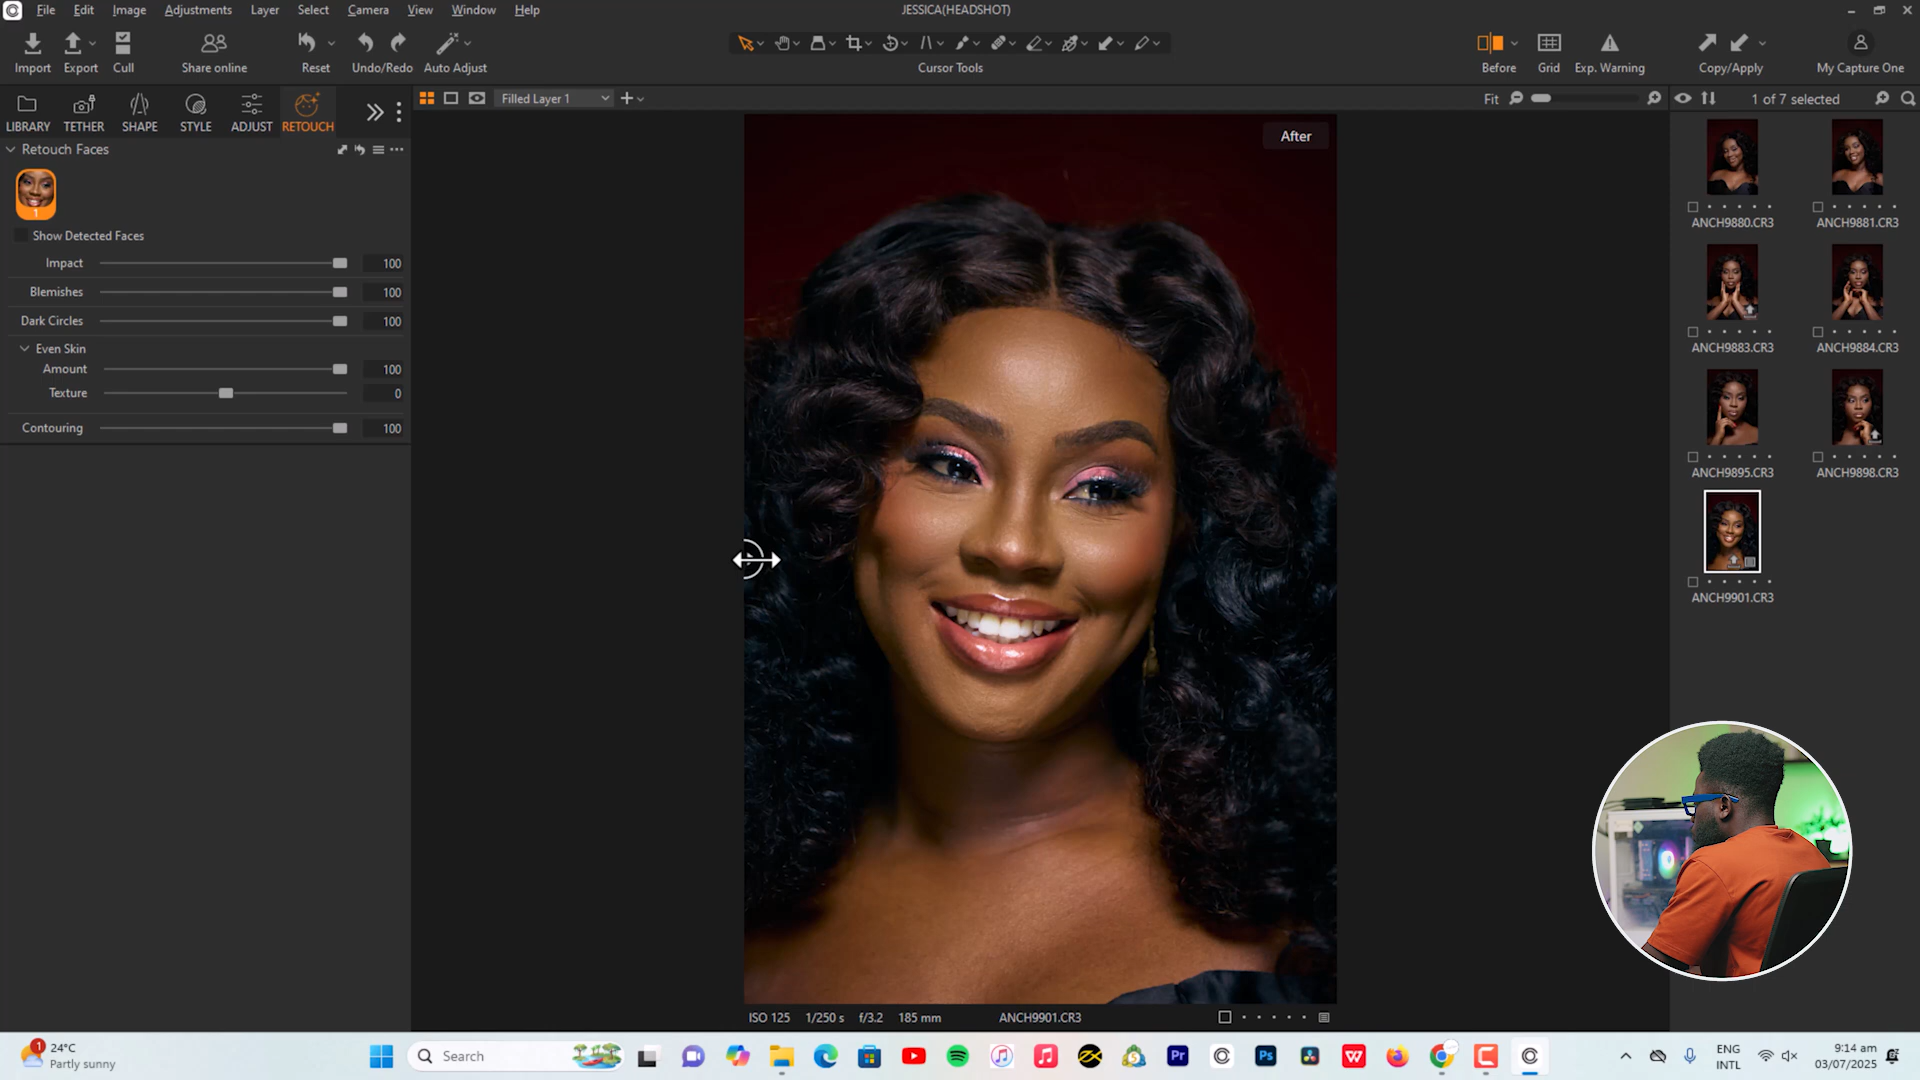 File Edit Image Adjustments Layer Select Camera View Window Help
JESSICA(HEADSHOT)
Import Export Cull Share online Reset Undo/Redo Auto Adjust
Cursor Tools
Before Grid Exp. Warning Copy/Apply My Capture One
LIBRARY TETHER SHAPE STYLE ADJUST RETOUCH
Filled Layer 1
Fit
1 of 7 selected
Retouch Faces
1
Show Detected Faces
Impact 100
Blemishes 100
Dark Circles 100
Even Skin
Amount 100
Texture 0
Contouring 100
After
ANCH9880.CR3 ANCH9881.CR3
ANCH9883.CR3 ANCH9884.CR3
ANCH9895.CR3 ANCH9898.CR3
ANCH9901.CR3
ISO 125 1/250 s f/3.2 185 mm ANCH9901.CR3
1
24°C
Partly sunny
Search
Pr
Ps
ENG
INTL
9:14 am
03/07/2025